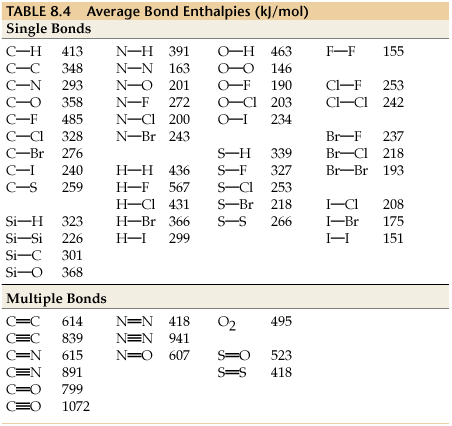 TABLE 8.4 Average Bond Enthalpies (kJ/mol)
Single Bonds
C—H 413 N—H 391 O—H 463 F—F 155
C—C 348 N—N 163 O—O 146
C—N 293 N—O 201 O—F 190 Cl—F 253
C—O 358 N—F 272 O—Cl 203 Cl—Cl 242
C—F 485 N—Cl 200 O—I 234
C—Cl 328 N—Br 243 Br—F 237
C—Br 276 S—H 339 Br—Cl 218
C—I 240 H—H 436 S—F 327 Br—Br 193
C—S 259 H—F 567 S—Cl 253
H—Cl 431 S—Br 218 I—Cl 208
Si—H 323 H—Br 366 S—S 266 I—Br 175
Si—Si 226 H—I 299 I—I 151
Si—C 301
Si—O 368
Multiple Bonds
C=C 614 N=N 418 O₂ 495
C≡C 839 N≡N 941
C=N 615 N=O 607 S=O 523
C≡N 891 S=S 418
C=O 799
C≡O 1072